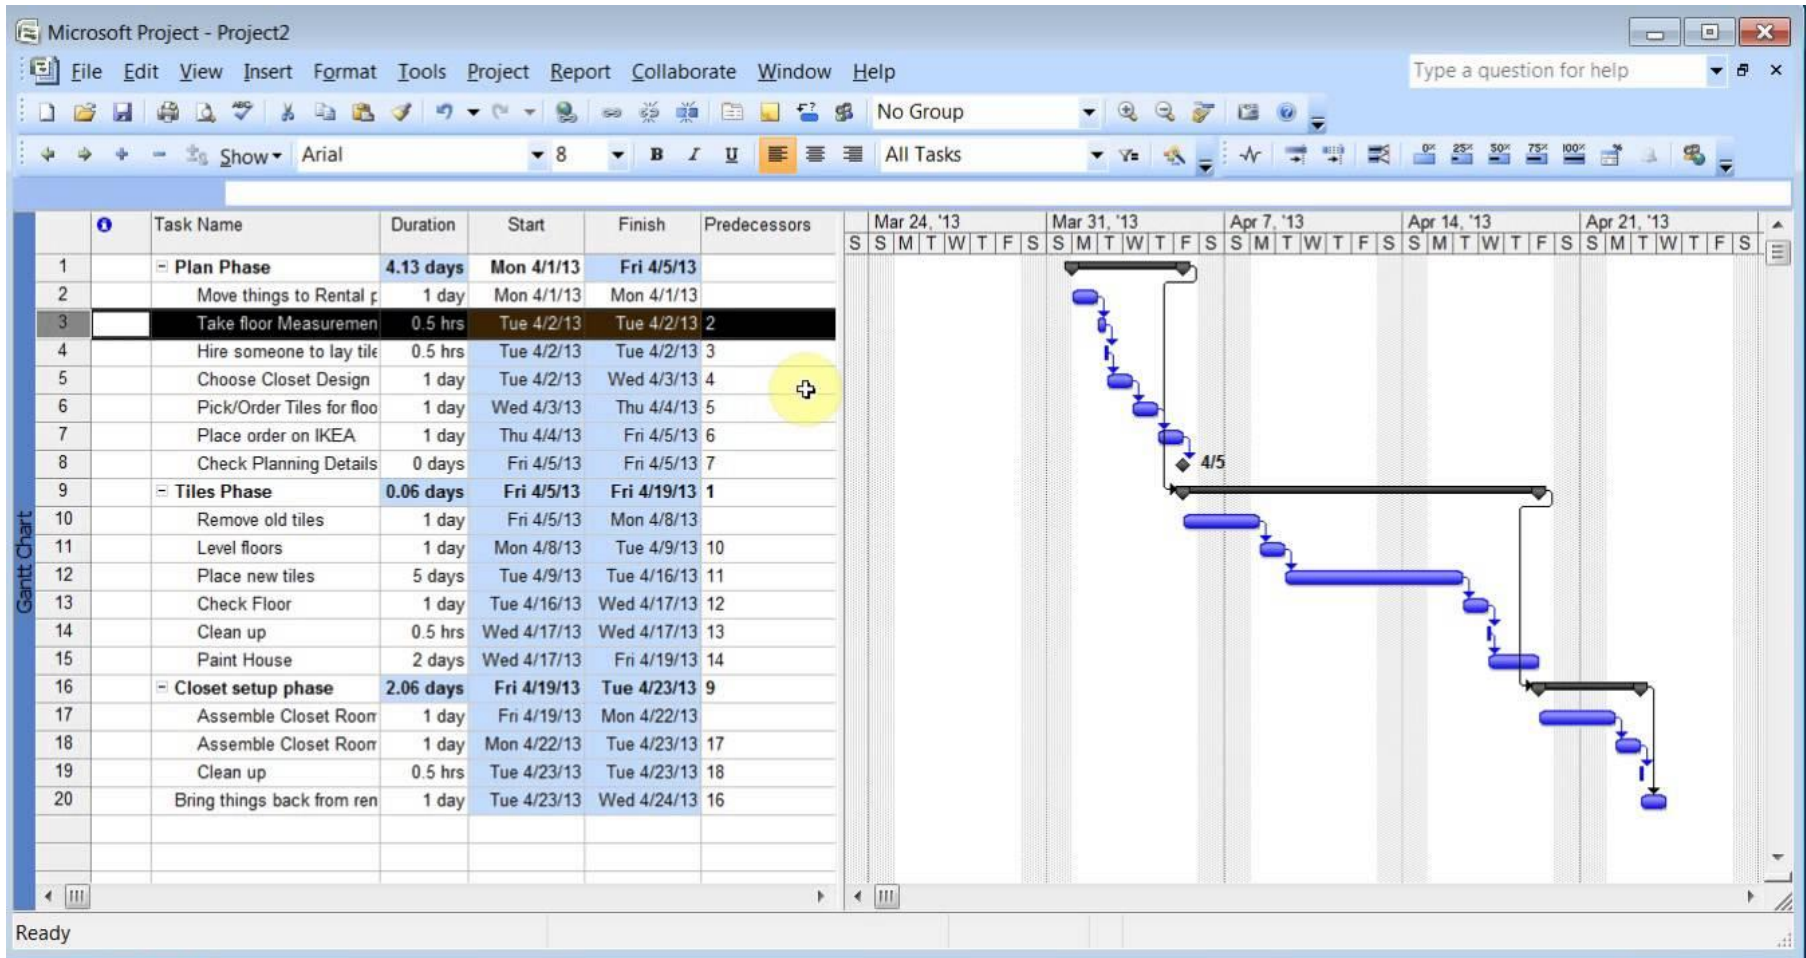 Microsoft Project - Project2
File Edit View Insert Format Tools Project Report Collaborate Window Help Type a question for help
No Group
Show Arial 8 B I U All Tasks 0% 25% 50% 75% 100%
Task Name Duration Start Finish Predecessors Mar 24, '13 Mar 31, '13 Apr 7, '13 Apr 14, '13 Apr 21, '13
S S M T W T F S S M T W T F S S M T W T F S S M T W T F S S M T W T F S
1 Plan Phase 4.13 days Mon 4/1/13 Fri 4/5/13
2 Move things to Rental p 1 day Mon 4/1/13 Mon 4/1/13
3 Take floor Measuremen 0.5 hrs Tue 4/2/13 Tue 4/2/13 2
4 Hire someone to lay tile 0.5 hrs Tue 4/2/13 Tue 4/2/13 3
5 Choose Closet Design 1 day Tue 4/2/13 Wed 4/3/13 4
6 Pick/Order Tiles for floo 1 day Wed 4/3/13 Thu 4/4/13 5
7 Place order on IKEA 1 day Thu 4/4/13 Fri 4/5/13 6
8 Check Planning Details 0 days Fri 4/5/13 Fri 4/5/13 7 4/5
9 Tiles Phase 0.06 days Fri 4/5/13 Fri 4/19/13 1
10 Remove old tiles 1 day Fri 4/5/13 Mon 4/8/13
11 Level floors 1 day Mon 4/8/13 Tue 4/9/13 10
12 Place new tiles 5 days Tue 4/9/13 Tue 4/16/13 11
13 Check Floor 1 day Tue 4/16/13 Wed 4/17/13 12
14 Clean up 0.5 hrs Wed 4/17/13 Wed 4/17/13 13
15 Paint House 2 days Wed 4/17/13 Fri 4/19/13 14
16 Closet setup phase 2.06 days Fri 4/19/13 Tue 4/23/13 9
17 Assemble Closet Room 1 day Fri 4/19/13 Mon 4/22/13
18 Assemble Closet Room 1 day Mon 4/22/13 Tue 4/23/13 17
19 Clean up 0.5 hrs Tue 4/23/13 Tue 4/23/13 18
20 Bring things back from ren 1 day Tue 4/23/13 Wed 4/24/13 16
Gantt Chart
Ready